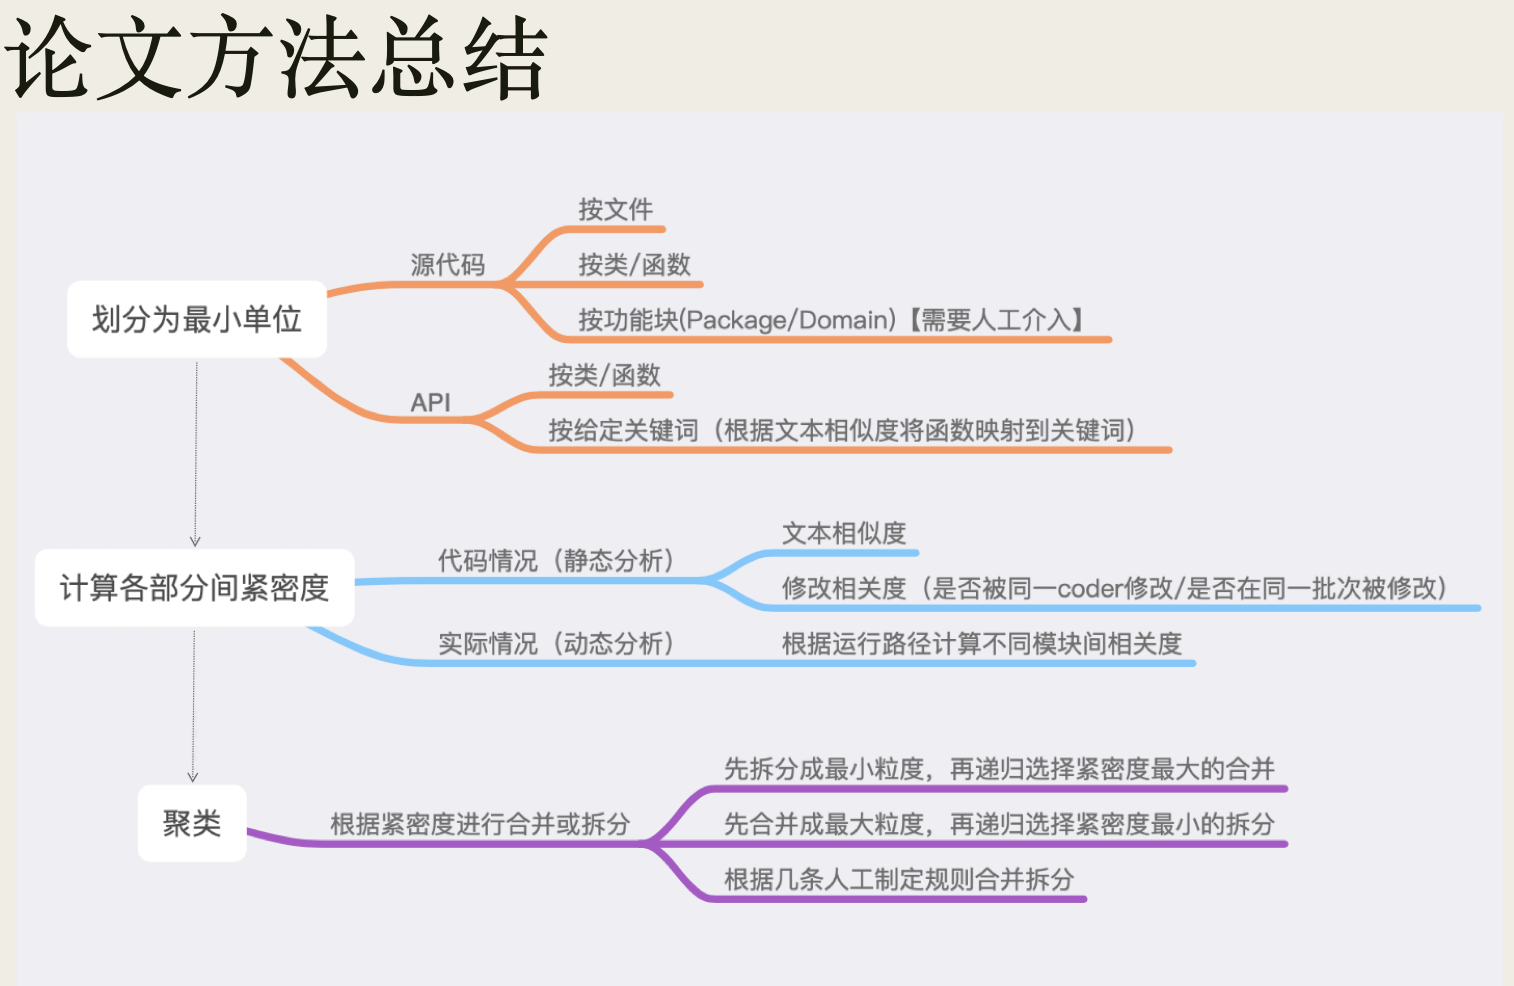 论文方法总结
划分为最小单位
源代码
按文件
按类/函数
按功能块(Package/Domain)【需要人工介入】
API
按类/函数
按给定关键词（根据文本相似度将函数映射到关键词）
计算各部分间紧密度
代码情况（静态分析）
文本相似度
修改相关度（是否被同一coder修改/是否在同一批次被修改）
实际情况（动态分析）
根据运行路径计算不同模块间相关度
聚类
根据紧密度进行合并或拆分
先拆分成最小粒度，再递归选择紧密度最大的合并
先合并成最大粒度，再递归选择紧密度最小的拆分
根据几条人工制定规则合并拆分